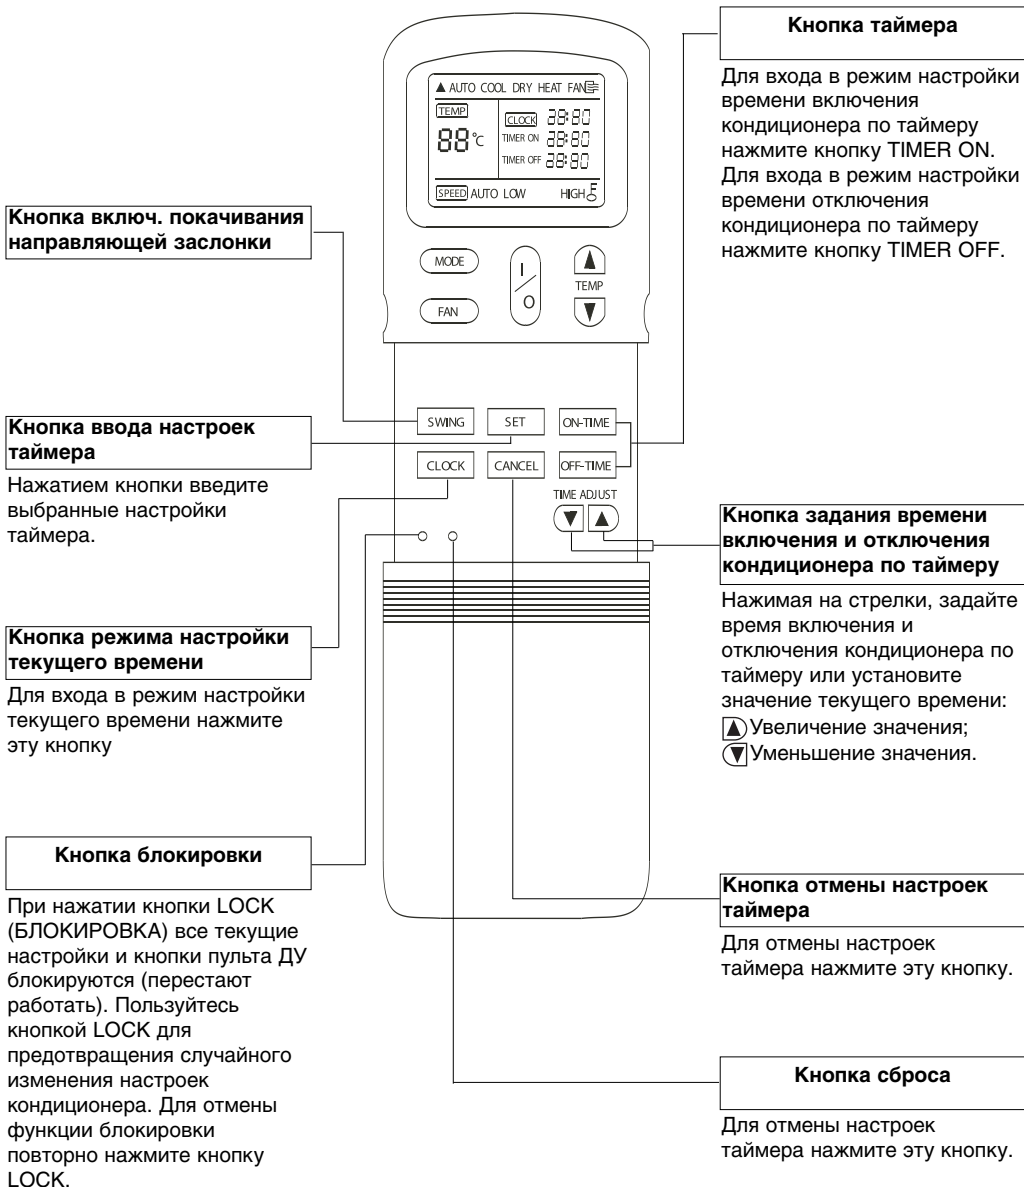 Кнопка таймера
Для входа в режим настройки
времени включения
кондиционера по таймеру
нажмите кнопку TIMER ON.
Для входа в режим настройки
времени отключения
кондиционера по таймеру
нажмите кнопку TIMER OFF.
AUTO COOL DRY HEAT FAN
TEMP
88°C
CLOCK 28:80
TIMER ON 28:80
TIMER OFF 28:80
SPEED AUTO LOW HIGH
Кнопка включ. покачивания
направляющей заслонки
MODE
FAN
I/O
TEMP
SWING SET ON-TIME
CLOCK CANCEL OFF-TIME
TIME ADJUST
Кнопка ввода настроек
таймера
Нажатием кнопки введите
выбранные настройки
таймера.
Кнопка задания времени
включения и отключения
кондиционера по таймеру
Нажимая на стрелки, задайте
время включения и
отключения кондиционера по
таймеру или установите
значение текущего времени:
▲ Увеличение значения;
▼ Уменьшение значения.
Кнопка режима настройки
текущего времени
Для входа в режим настройки
текущего времени нажмите
эту кнопку
Кнопка блокировки
При нажатии кнопки LOCK
(БЛОКИРОВКА) все текущие
настройки и кнопки пульта ДУ
блокируются (перестают
работать). Пользуйтесь
кнопкой LOCK для
предотвращения случайного
изменения настроек
кондиционера. Для отмены
функции блокировки
повторно нажмите кнопку
LOCK.
Кнопка отмены настроек
таймера
Для отмены настроек
таймера нажмите эту кнопку.
Кнопка сброса
Для отмены настроек
таймера нажмите эту кнопку.